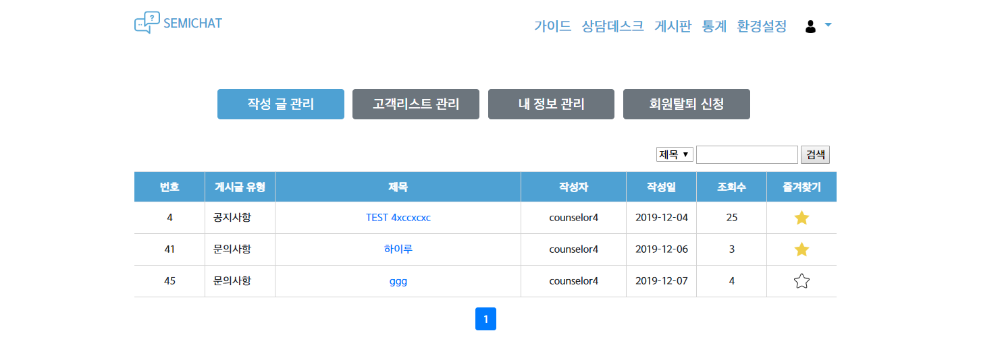 SEMICHAT
가이드 상담데스크 게시판 통계 환경설정
작성 글 관리 고객리스트 관리 내 정보 관리 회원탈퇴 신청
제목 검색
번호 게시글 유형 제목 작성자 작성일 조회수 즐겨찾기
4 공지사항 TEST 4xccxcxc counselor4 2019-12-04 25
41 문의사항 하이루 counselor4 2019-12-06 3
45 문의사항 ggg counselor4 2019-12-07 4
1